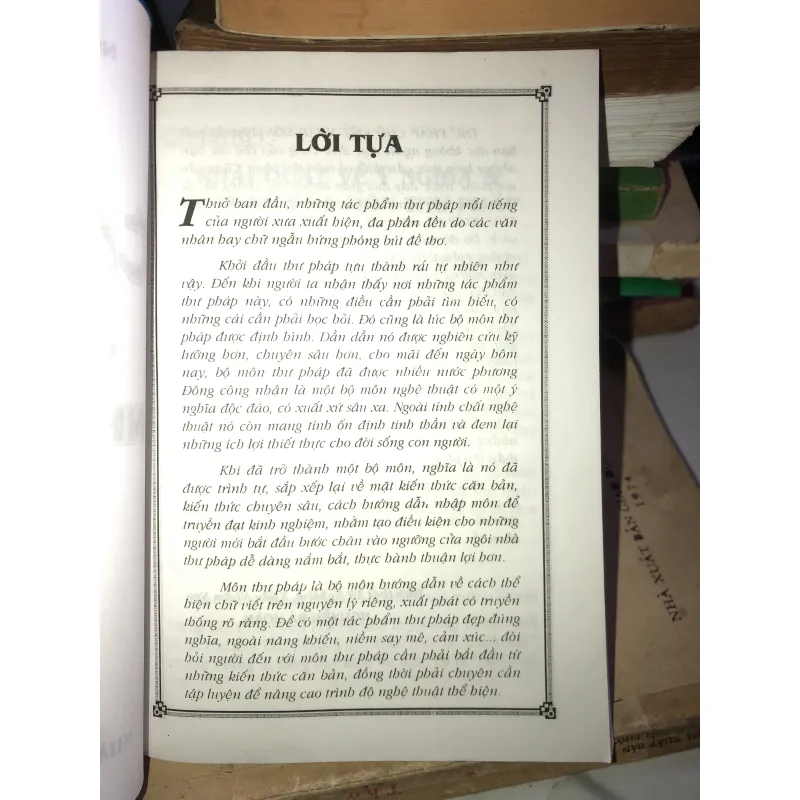 LỜI TỰA
Thuở ban đầu, những tác phẩm thư pháp nổi tiếng
của người xưa xuất hiện, đa phần đều do các văn
nhân hay chữ ngẫu hứng phóng bút đề thơ.
Khởi đầu thư pháp tựu thành rất tự nhiên như
vậy. Đến khi người ta nhận thấy nơi những tác phẩm
thư pháp này, có những điều cần phải tìm hiểu, có
những cái cần phải học hỏi. Đó cũng là lúc bộ môn thư
pháp được định hình. Dần dần nó được nghiên cứu kỹ
lưỡng hơn, chuyên sâu hơn, cho mãi đến ngày hôm
nay, bộ môn thư pháp đã được nhiều nước phương
Đông công nhận là một bộ môn nghệ thuật có một ý
nghĩa độc đáo, có xuất xứ sâu xa. Ngoài tính chất nghệ
thuật nó còn mang tính ổn định tinh thần và đem lại
những ích lợi thiết thực cho đời sống con người.
Khi đã trở thành một bộ môn, nghĩa là nó đã
được trình tự, sắp xếp lại về mặt kiến thức căn bản,
kiến thức chuyên sâu, cách hướng dẫn nhập môn để
truyền đạt kinh nghiệm, nhằm tạo điều kiện cho những
người mới bắt đầu bước chân vào ngưỡng cửa ngôi nhà
thư pháp dễ dàng nắm bắt, thực hành thuận lợi hơn.
Môn thư pháp là bộ môn hướng dẫn về cách thể
hiện chữ viết trên nguyên lý riêng, xuất phát có truyền
thống rõ ràng. Để có một tác phẩm thư pháp đẹp đúng
nghĩa, ngoài năng khiếu, niềm say mê, cảm xúc... đòi
hỏi người đến với môn thư pháp cần phải bắt đầu từ
những kiến thức căn bản, đồng thời phải chuyên cần
tập luyện để nâng cao trình độ nghệ thuật thể hiện.
NHÀ XUẤT BẢN GIÁO
1974